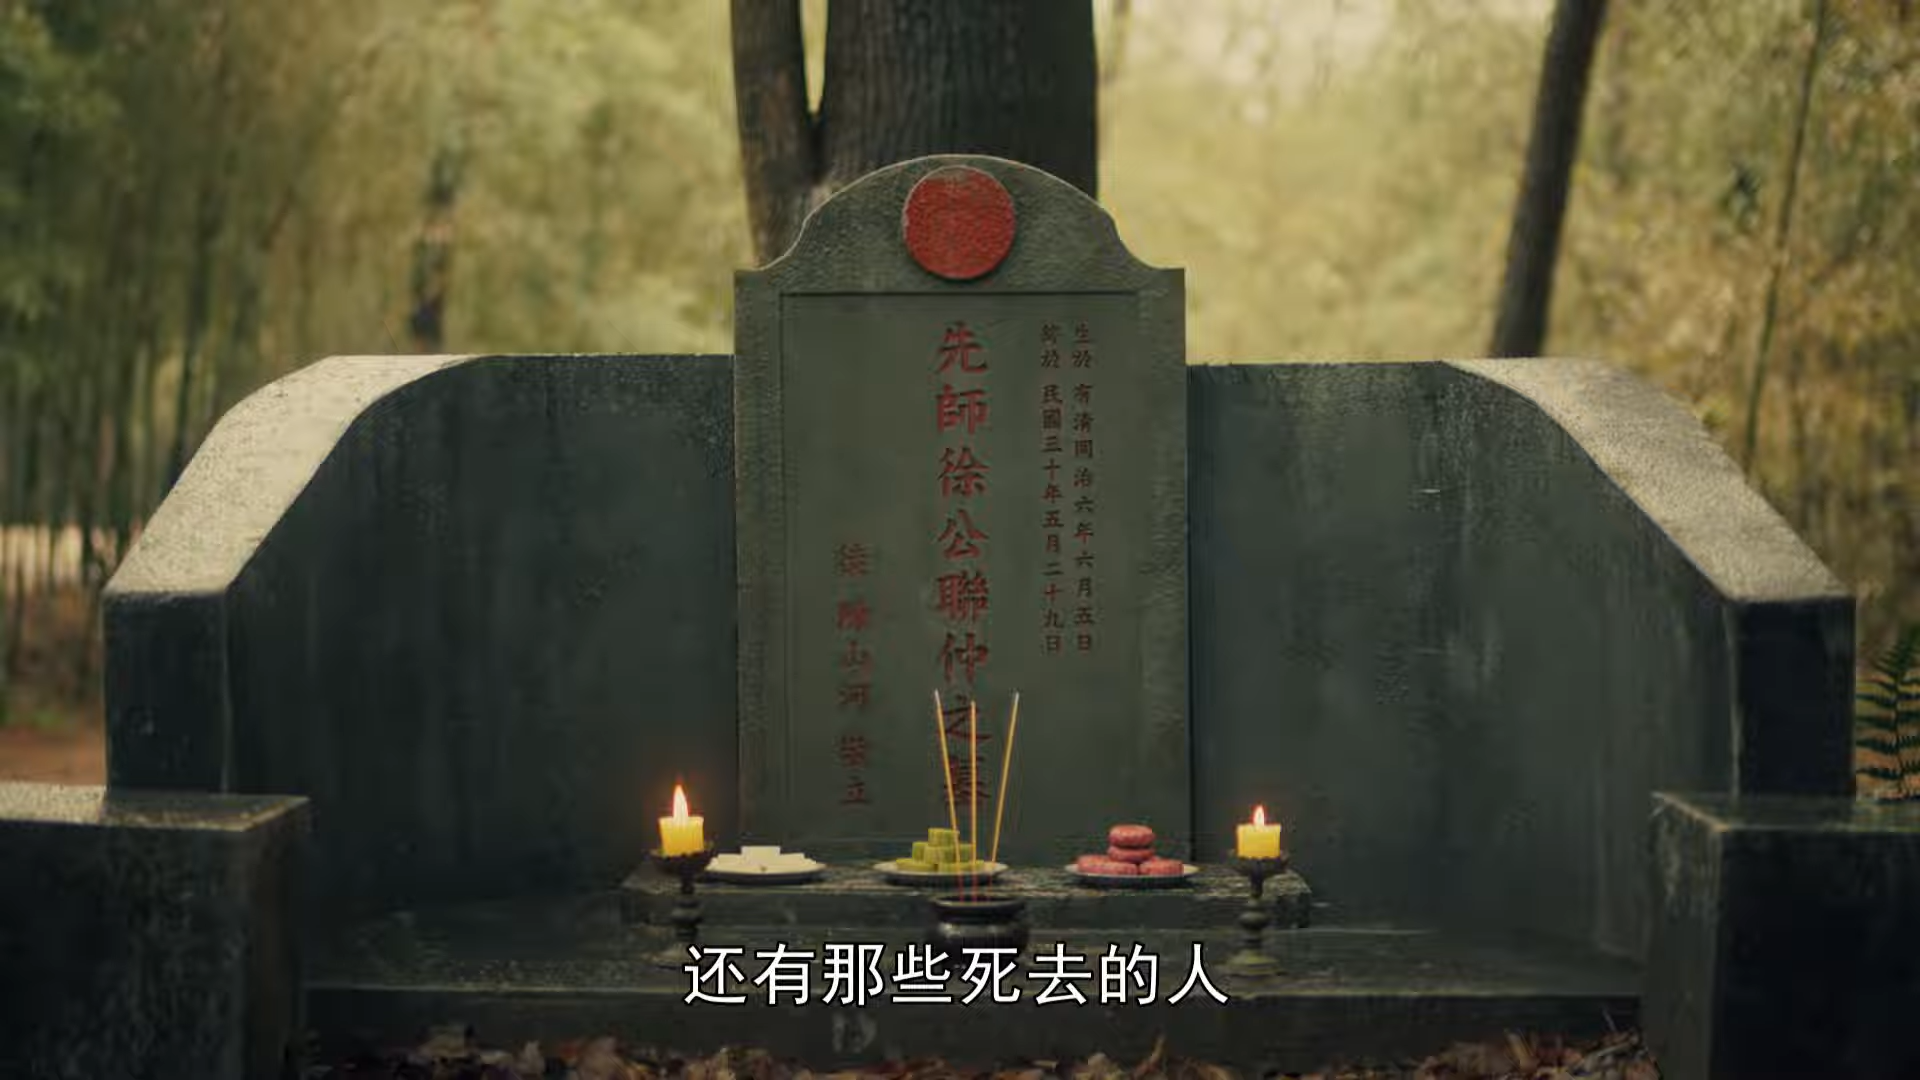 生於 有清同治六年六月五日
於 民國三十年五月二十九日
先師徐公聯仲之墓
徒 山河 立
还有那些死去的人